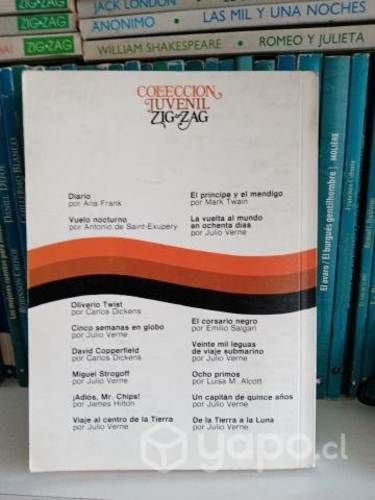 JACK LONDON
ZIG-ZAG
ANONIMO
LAS MIL Y UNA NOCHES
ZIG-ZAG
WILLIAM SHAKESPEARE
ROMEO Y JULIETA
COLECCION
JUVENIL
ZIG-ZAG
Diario
por Ana Frank
Vuelo nocturno
por Antonio de Saint-Exupéry
El príncipe y el mendigo
por Mark Twain
La vuelta al mundo
en ochenta días
por Julio Verne
Oliverio Twist
por Carlos Dickens
Cinco semanas en globo
por Julio Verne
David Copperfield
por Carlos Dickens
Miguel Strogoff
por Julio Verne
¡Adiós, Mr. Chips!
por James Hilton
Viaje al centro de la Tierra
por Julio Verne
El corsario negro
por Emilio Salgari
Veinte mil leguas
de viaje submarino
por Julio Verne
Ocho primos
por Luisa M. Alcott
Un capitán de quince años
por Julio Verne
De la Tierra a la Luna
por Julio Verne
El avaro / El burgués gentilhombre | MOLIÈRE
yapo.cl